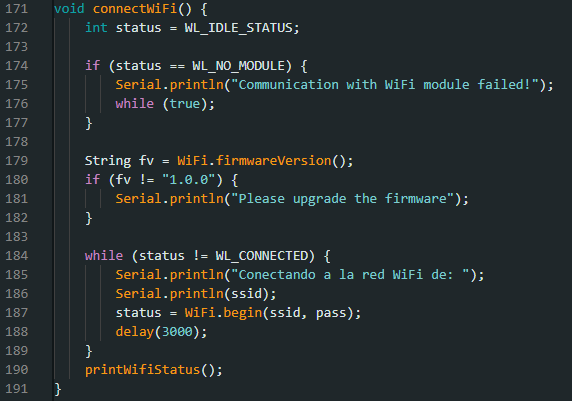 171 void connectWiFi() {
172     int status = WL_IDLE_STATUS;
173
174     if (status == WL_NO_MODULE) {
175         Serial.println("Communication with WiFi module failed!");
176         while (true);
177     }
178
179     String fv = WiFi.firmwareVersion();
180     if (fv != "1.0.0") {
181         Serial.println("Please upgrade the firmware");
182     }
183
184     while (status != WL_CONNECTED) {
185         Serial.println("Conectando a la red WiFi de: ");
186         Serial.println(ssid);
187         status = WiFi.begin(ssid, pass);
188         delay(3000);
189     }
190     printWifiStatus();
191 }